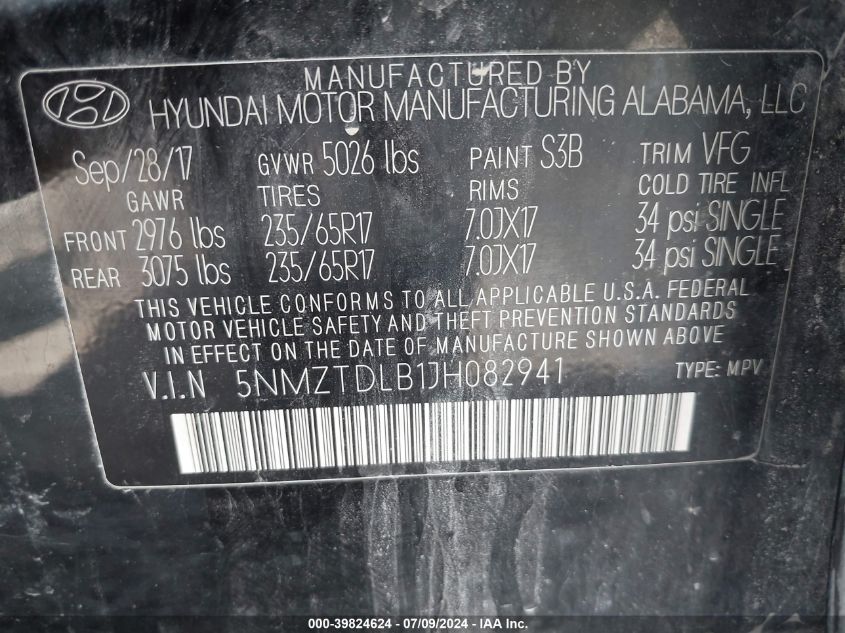 MANUFACTURED BY
HYUNDAI MOTOR MANUFACTURING ALABAMA, LLC
Sep/28/17 GVWR 5026 lbs PAINT S3B TRIM VFG
GAWR TIRES RIMS COLD TIRE INFL
FRONT 2976 lbs 235/65R17 7.0JX17 34 psi SINGLE
REAR 3075 lbs 235/65R17 7.0JX17 34 psi SINGLE
THIS VEHICLE CONFORMS TO ALL APPLICABLE U.S.A. FEDERAL
MOTOR VEHICLE SAFETY AND THEFT PREVENTION STANDARDS
IN EFFECT ON THE DATE OF MANUFACTURE SHOWN ABOVE
V.I.N 5NMZTDLB1JH082941 TYPE: MPV
000-39824624 / 07/09/2024 - IAA Inc.